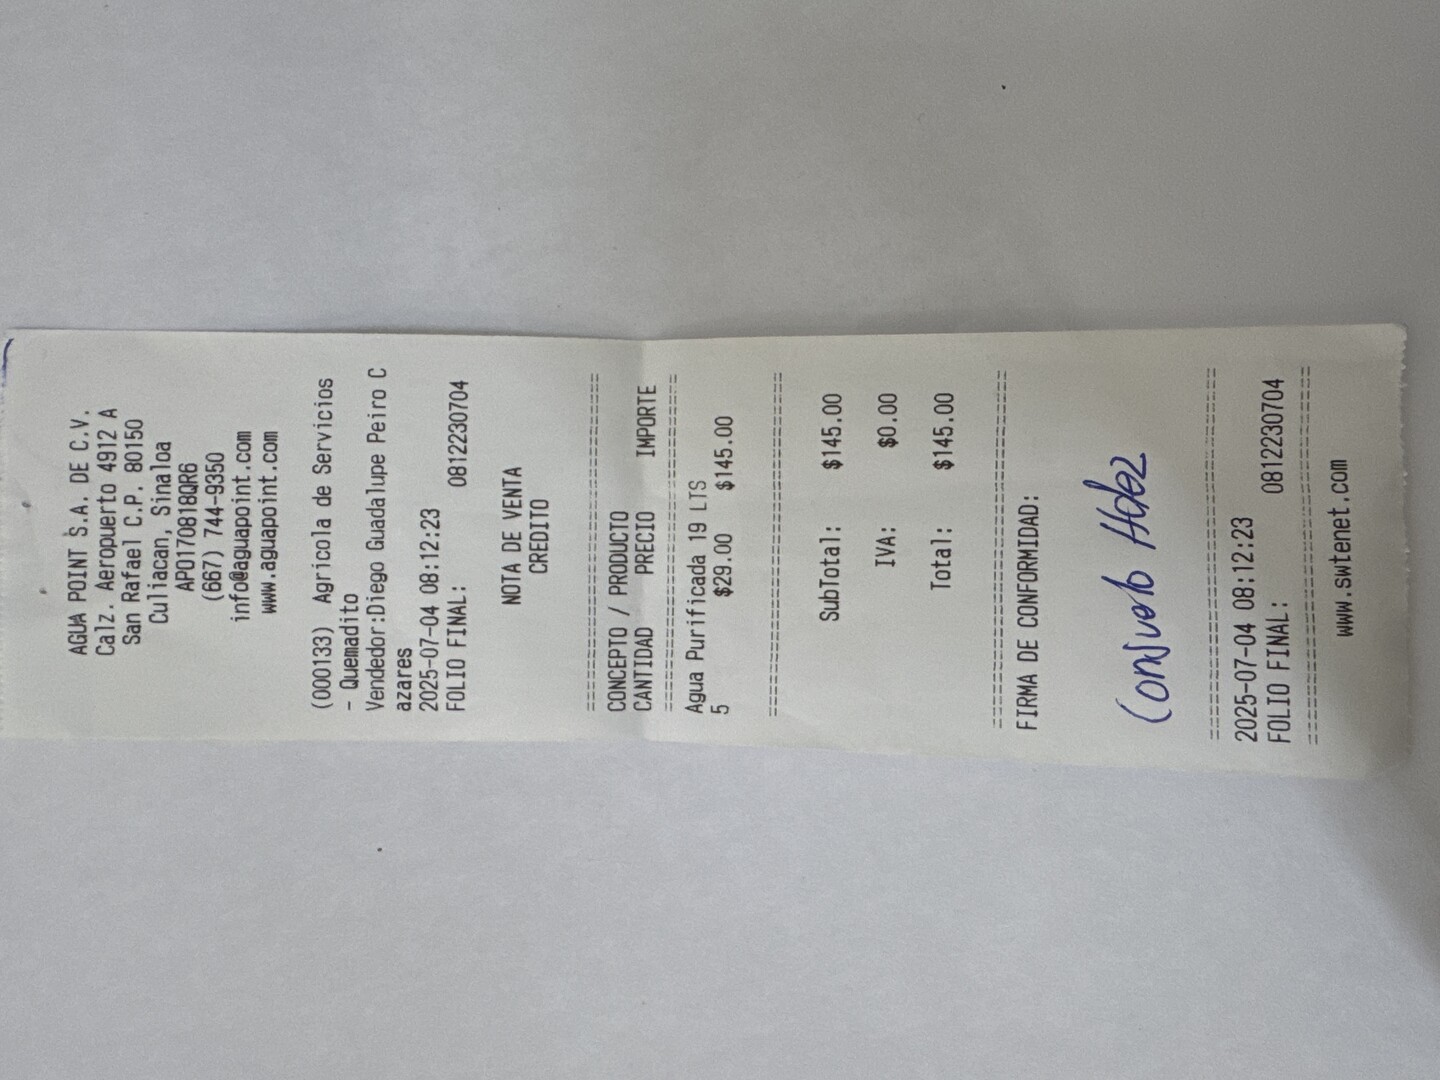 AGUA POINT S.A. DE C.V.
Calz. Aeropuerto 4912 A
San Rafael C.P. 80150
Culiacan, Sinaloa
APO170818QR6
(667) 744-9350
info@aguapoint.com
www.aguapoint.com
(000133) Agricola de Servicios
- Quemadito
Vendedor:Diego Guadalupe Peiro C
azares
2025-07-04 08:12:23
FOLIO FINAL: 0812230704
NOTA DE VENTA
CREDITO
================================
CONCEPTO / PRODUCTO
CANTIDAD PRECIO IMPORTE
================================
Agua Purificada 19 LTS
5 $29.00 $145.00
================================
SubTotal: $145.00
IVA: $0.00
Total: $145.00
================================
FIRMA DE CONFORMIDAD:
Consuelo Hdez
================================
2025-07-04 08:12:23
FOLIO FINAL: 0812230704
================================
www.swtenet.com